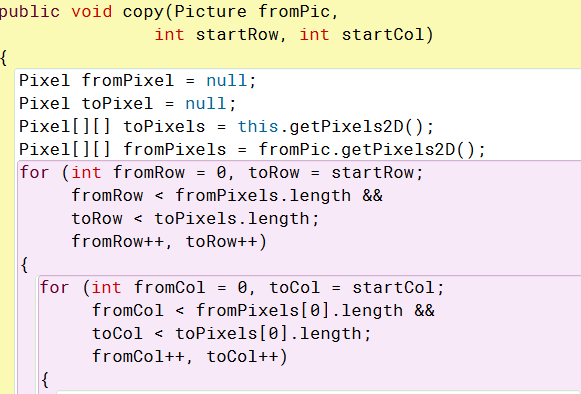 public void copy(Picture fromPic,
int startRow, int startCol)
{
Pixel fromPixel = null;
Pixel toPixel = null;
Pixel[][] toPixels = this.getPixels2D();
Pixel[][] fromPixels = fromPic.getPixels2D();
for (int fromRow = 0, toRow = startRow;
fromRow < fromPixels.length &&
toRow < toPixels.length;
fromRow++, toRow++)
{
for (int fromCol = 0, toCol = startCol;
fromCol < fromPixels[0].length &&
toCol < toPixels[0].length;
fromCol++, toCol++)
{